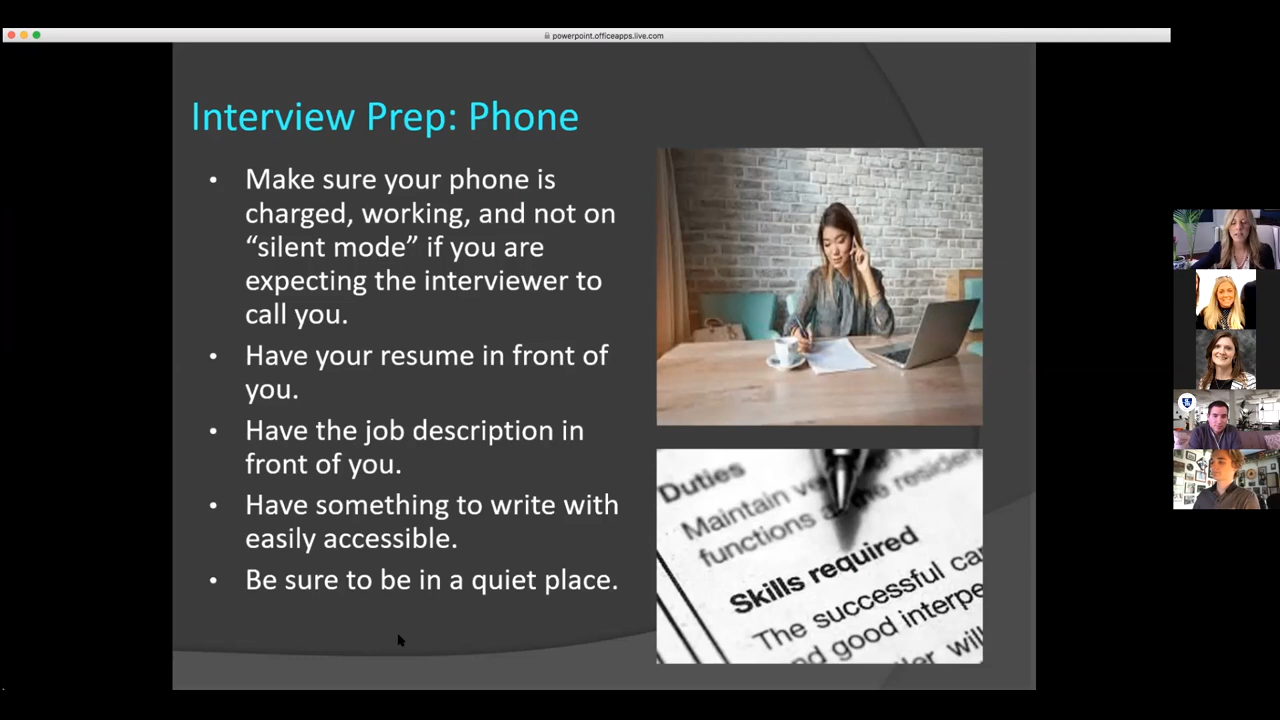 powerpoint.officeapps.live.com
Interview Prep: Phone
• Make sure your phone is
charged, working, and not on
“silent mode” if you are
expecting the interviewer to
call you.
• Have your resume in front of
you.
• Have the job description in
front of you.
• Have something to write with
easily accessible.
• Be sure to be in a quiet place.
Duties
Maintain
functions the
Skills required
The successful
good